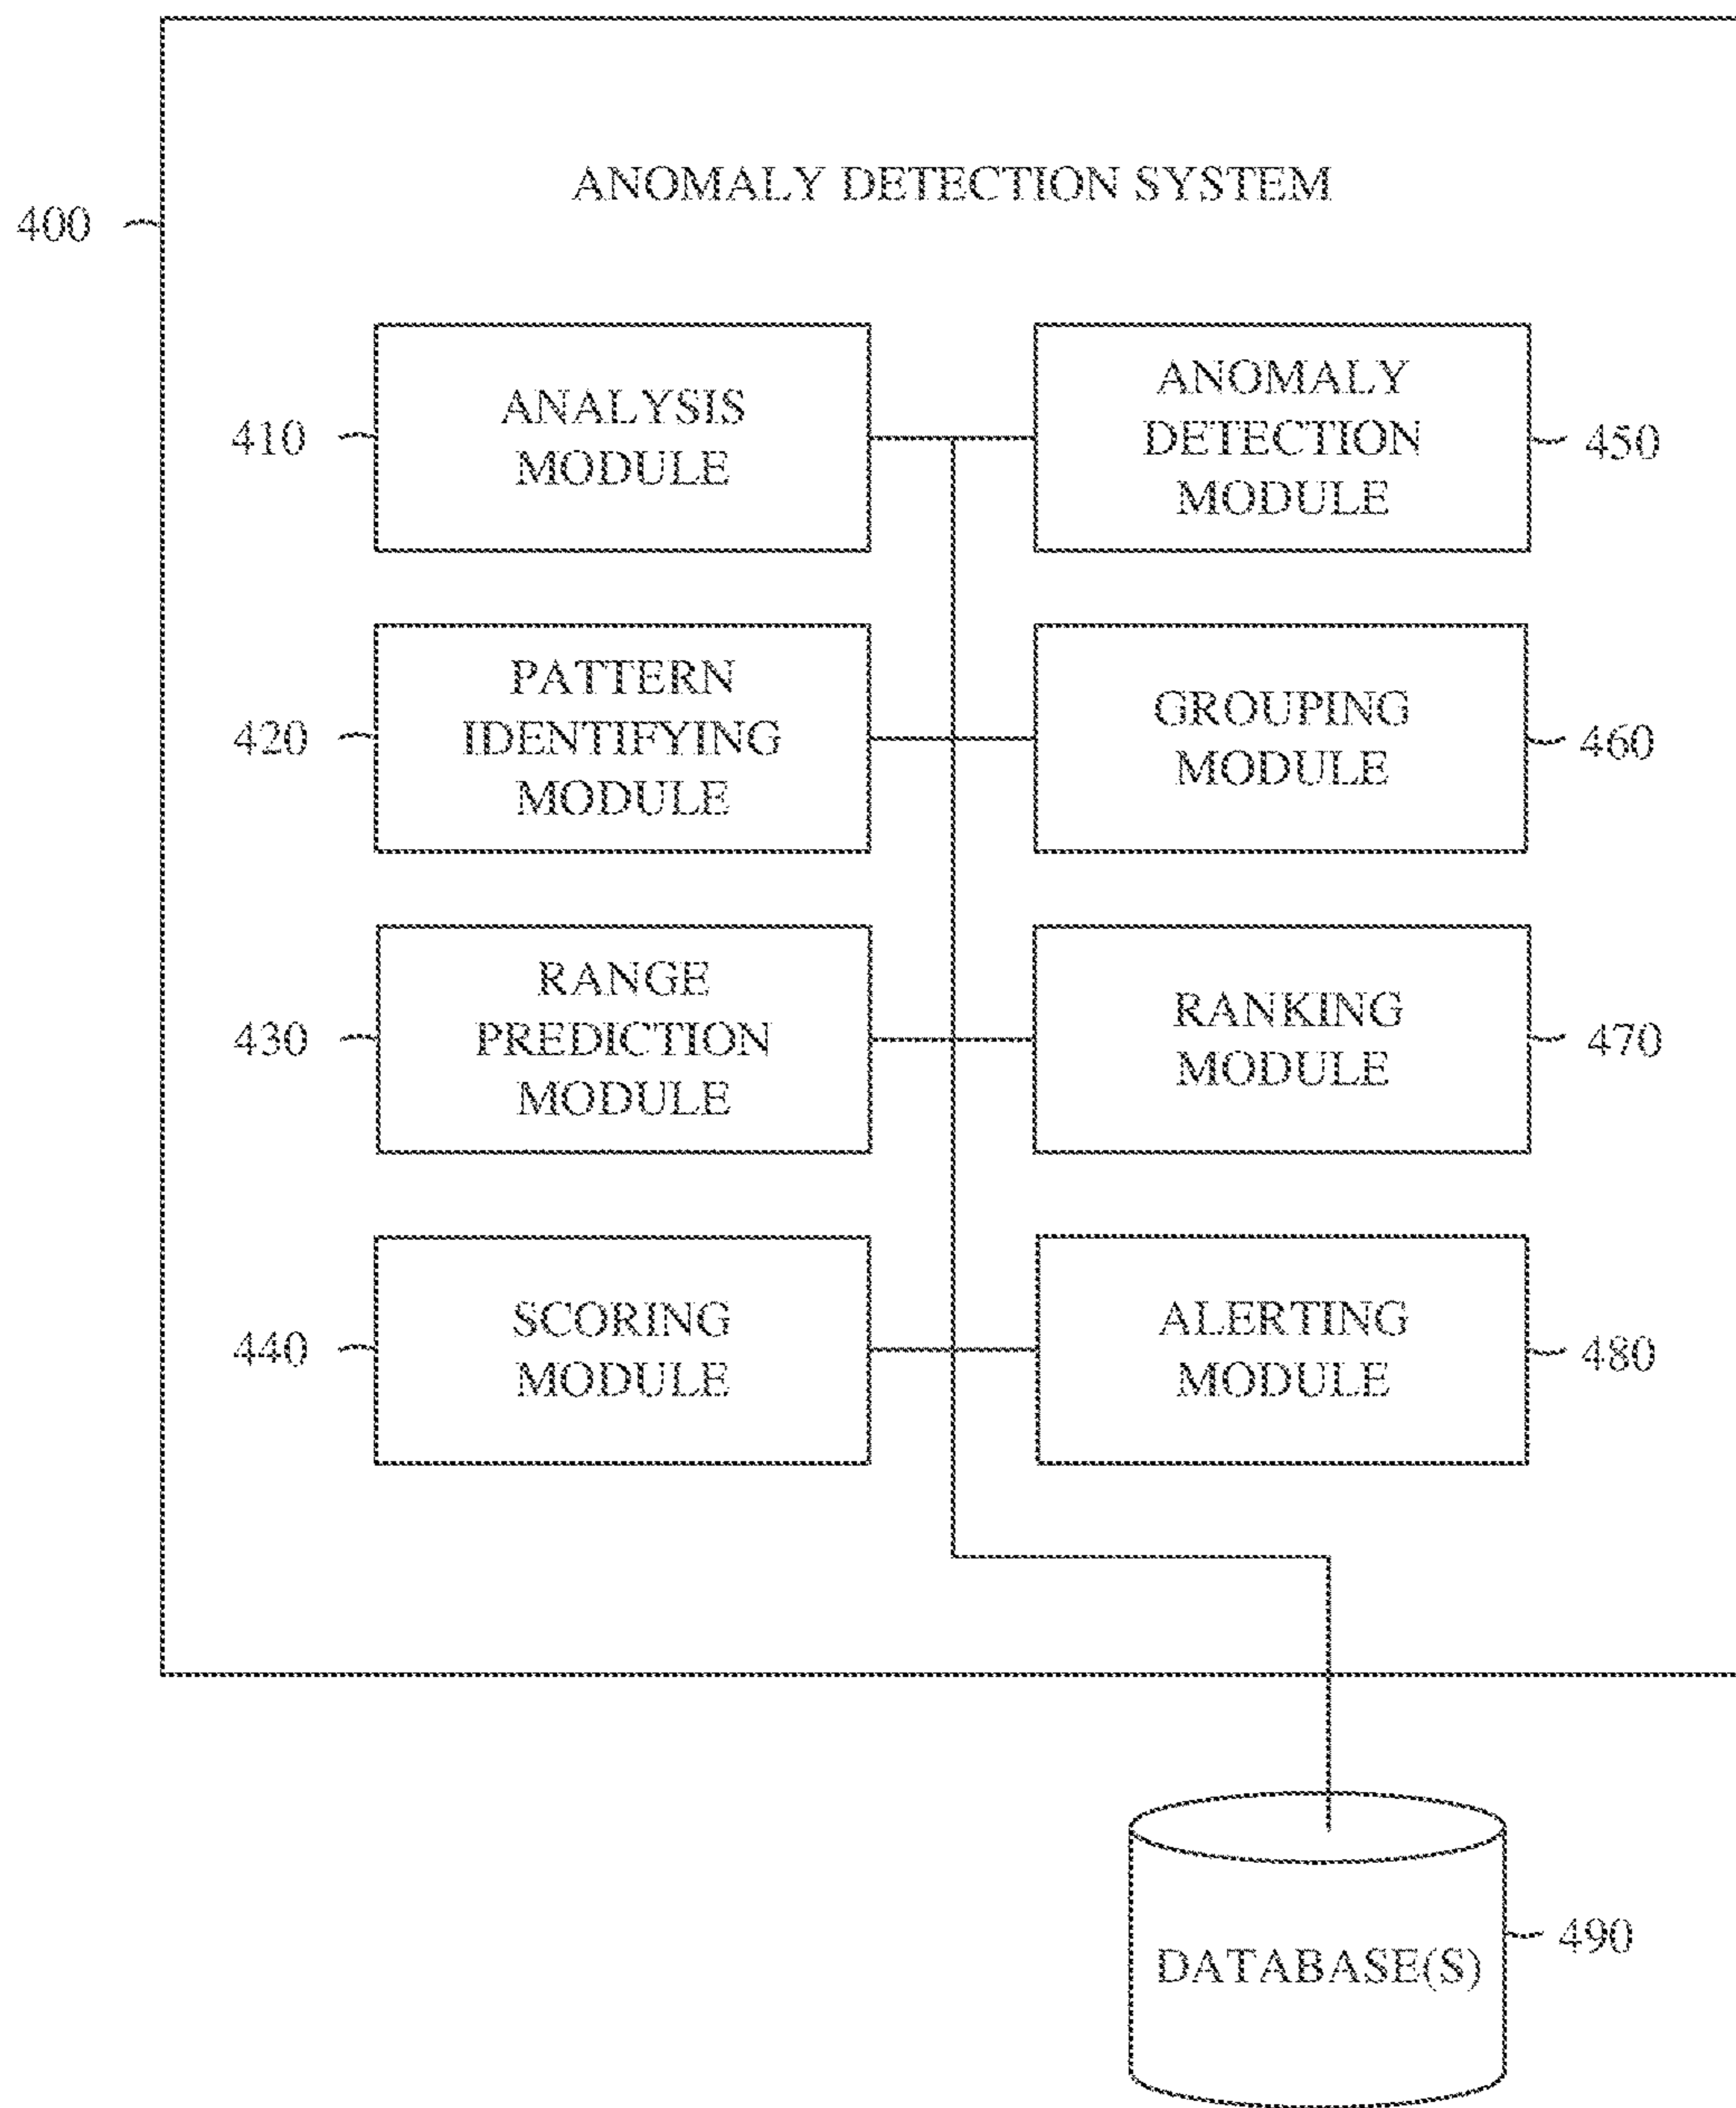 ANOMALY DETECTION SYSTEM
400
410
ANALYSIS
MODULE
ANOMALY
DETECTION
MODULE
450
420
PATTERN
IDENTIFYING
MODULE
GROUPING
MODULE
460
430
RANGE
PREDICTION
MODULE
RANKING
MODULE
470
440
SCORING
MODULE
ALERTING
MODULE
480
DATABASE(S)
490